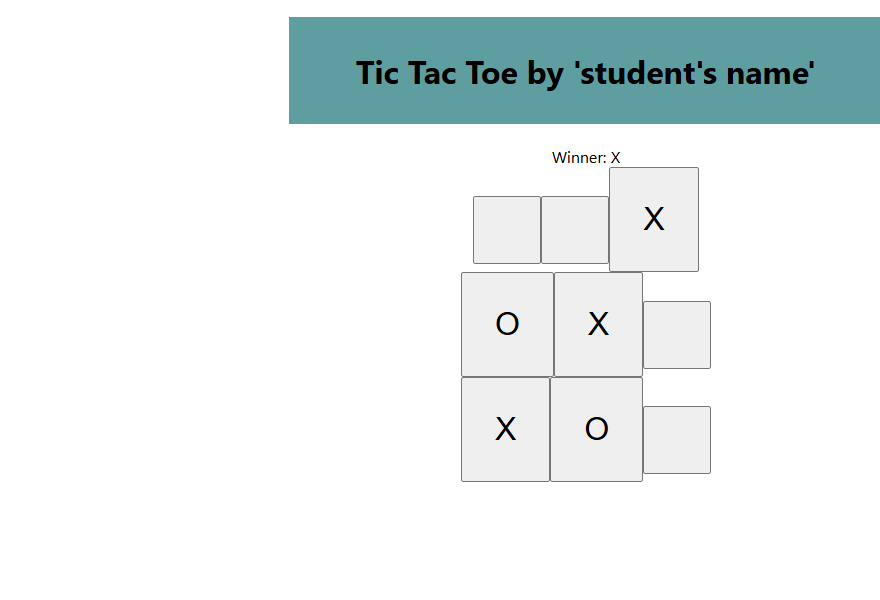 Tic Tac Toe by 'student's name'
Winner: X
X
O X
X O